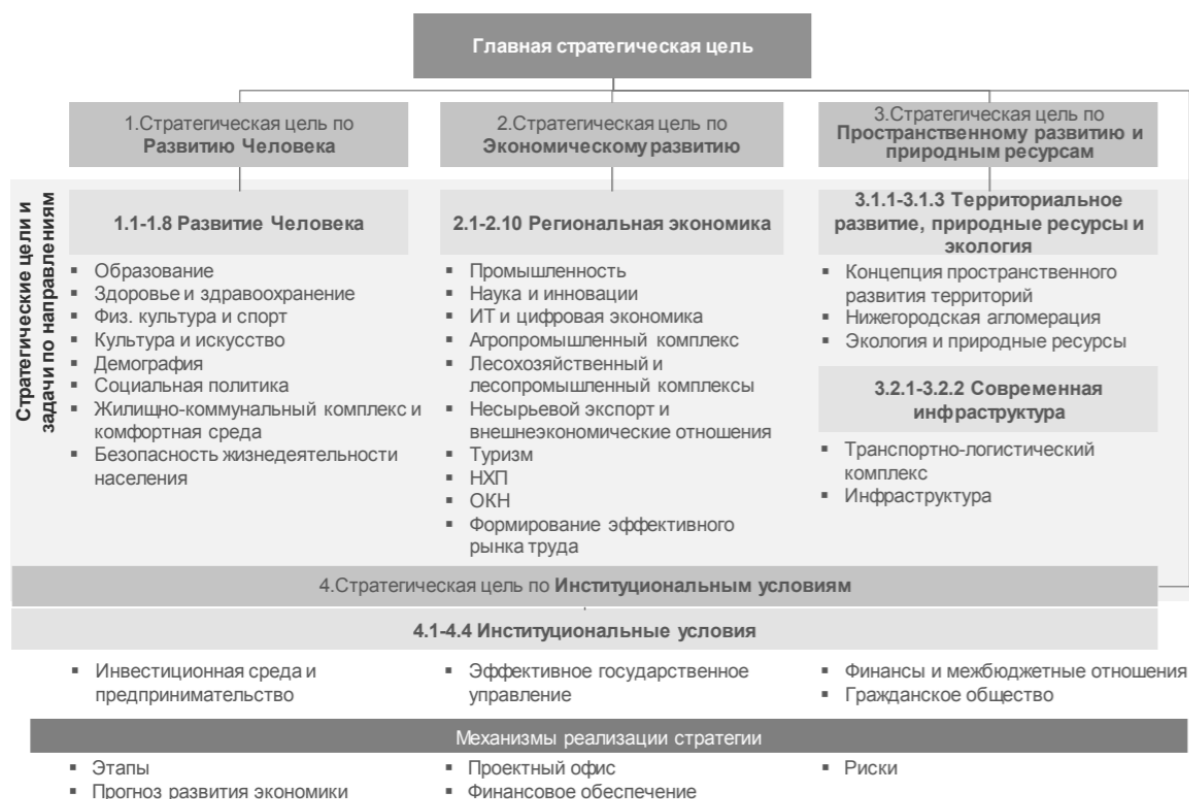 Главная стратегическая цель
1.Стратегическая цель по
Развитию Человека
2.Стратегическая цель по
Экономическому развитию
3.Стратегическая цель по
Пространственному развитию и
природным ресурсам
Стратегические цели и
задачи по направлениям
1.1-1.8 Развитие Человека
▪ Образование
▪ Здоровье и здравоохранение
▪ Физ. культура и спорт
▪ Культура и искусство
▪ Демография
▪ Социальная политика
▪ Жилищно-коммунальный комплекс и
комфортная среда
▪ Безопасность жизнедеятельности
населения
2.1-2.10 Региональная экономика
▪ Промышленность
▪ Наука и инновации
▪ ИТ и цифровая экономика
▪ Агропромышленный комплекс
▪ Лесохозяйственный и
лесопромышленный комплексы
▪ Несырьевой экспорт и
внешнеэкономические отношения
▪ Туризм
▪ НХП
▪ ОКН
▪ Формирование эффективного
рынка труда
3.1.1-3.1.3 Территориальное
развитие, природные ресурсы и
экология
▪ Концепция пространственного
развития территорий
▪ Нижегородская агломерация
▪ Экология и природные ресурсы
3.2.1-3.2.2 Современная
инфраструктура
▪ Транспортно-логистический
комплекс
▪ Инфраструктура
4.Стратегическая цель по Институциональным условиям
4.1-4.4 Институциональные условия
▪ Инвестиционная среда и
предпринимательство
▪ Эффективное государственное
управление
▪ Финансы и межбюджетные отношения
▪ Гражданское общество
Механизмы реализации стратегии
▪ Этапы
▪ Прогноз развития экономики
▪ Проектный офис
▪ Финансовое обеспечение
▪ Риски